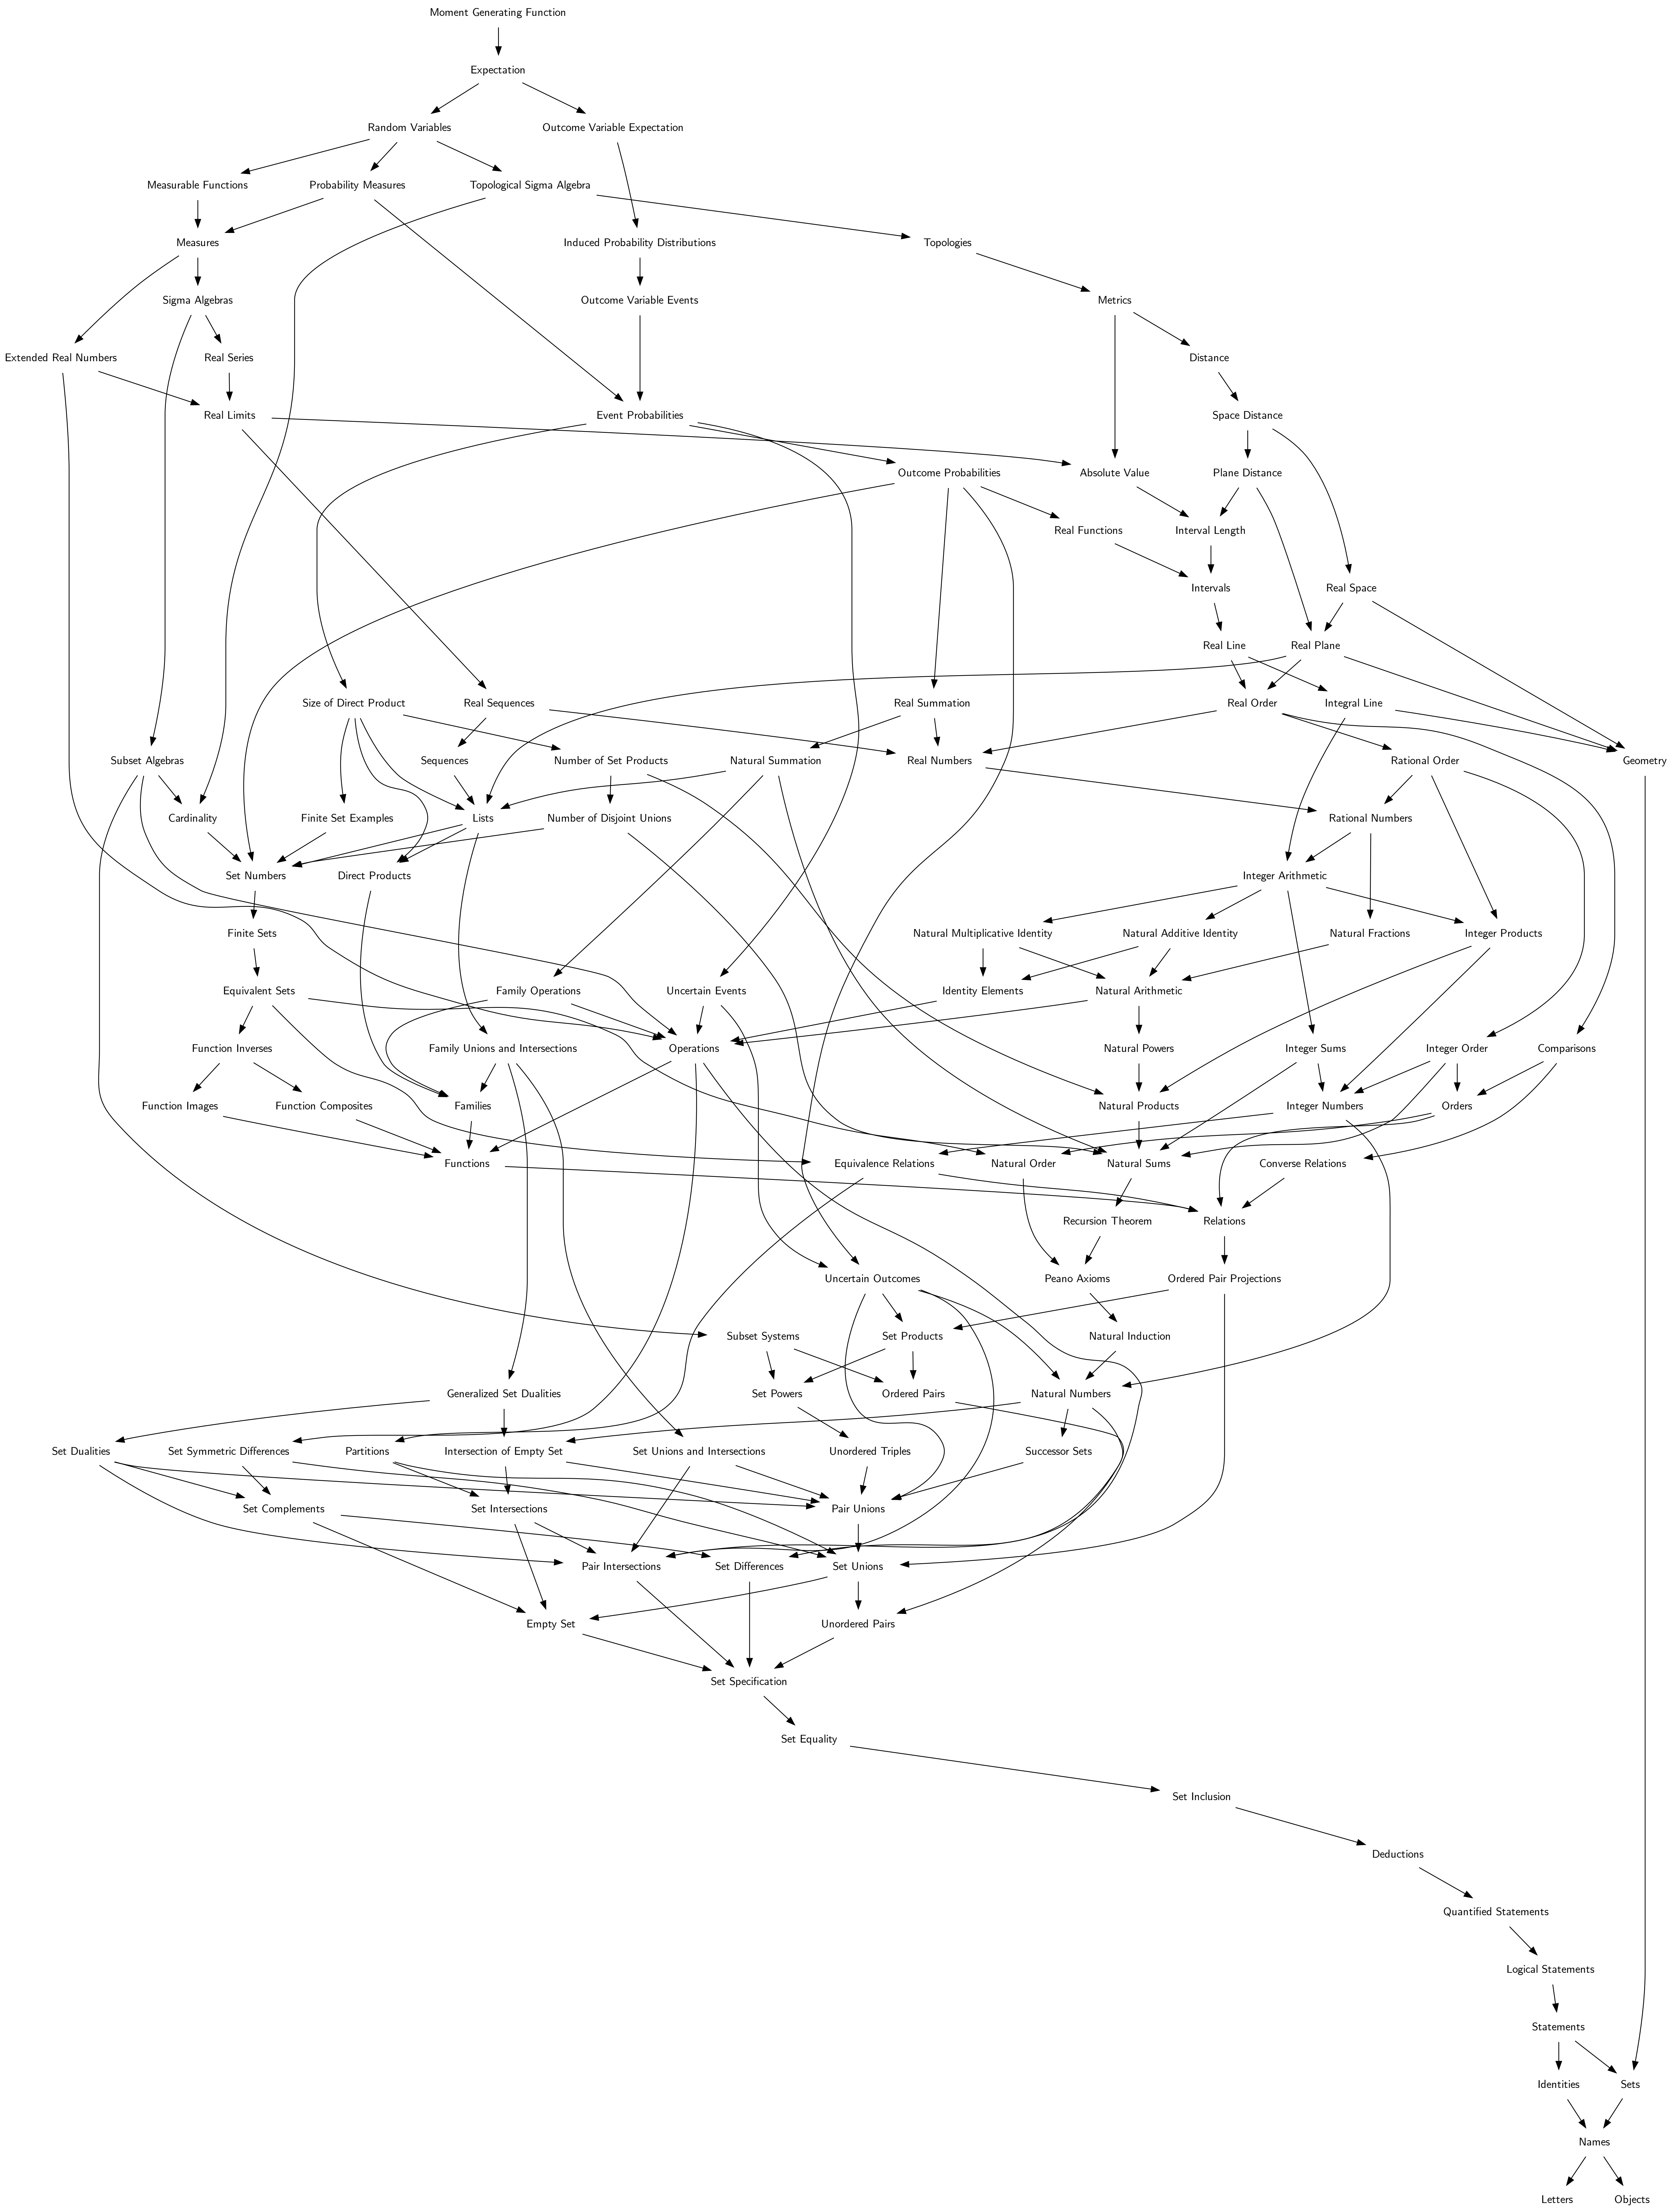 Moment Generating Function
Expectation
Random Variables
Outcome Variable Expectation
Measurable Functions
Probability Measures
Topological Sigma Algebra
Measures
Induced Probability Distributions
Topologies
Sigma Algebras
Outcome Variable Events
Metrics
Extended Real Numbers
Real Series
Distance
Real Limits
Event Probabilities
Space Distance
Outcome Probabilities
Absolute Value
Plane Distance
Real Functions
Interval Length
Intervals
Real Space
Real Line
Real Plane
Size of Direct Product
Real Sequences
Real Summation
Real Order
Integral Line
Subset Algebras
Sequences
Number of Set Products
Natural Summation
Real Numbers
Rational Order
Geometry
Cardinality
Finite Set Examples
Lists
Number of Disjoint Unions
Rational Numbers
Set Numbers
Direct Products
Integer Arithmetic
Finite Sets
Natural Multiplicative Identity
Natural Additive Identity
Natural Fractions
Integer Products
Equivalent Sets
Family Operations
Uncertain Events
Identity Elements
Natural Arithmetic
Function Inverses
Family Unions and Intersections
Operations
Natural Powers
Integer Sums
Integer Order
Comparisons
Function Images
Function Composites
Families
Natural Products
Integer Numbers
Orders
Functions
Equivalence Relations
Natural Order
Natural Sums
Converse Relations
Recursion Theorem
Relations
Uncertain Outcomes
Peano Axioms
Ordered Pair Projections
Subset Systems
Set Products
Natural Induction
Generalized Set Dualities
Set Powers
Ordered Pairs
Natural Numbers
Set Dualities
Set Symmetric Differences
Partitions
Intersection of Empty Set
Set Unions and Intersections
Unordered Triples
Successor Sets
Set Complements
Set Intersections
Pair Unions
Pair Intersections
Set Differences
Set Unions
Empty Set
Unordered Pairs
Set Specification
Set Equality
Set Inclusion
Deductions
Quantified Statements
Logical Statements
Statements
Identities
Sets
Names
Letters
Objects